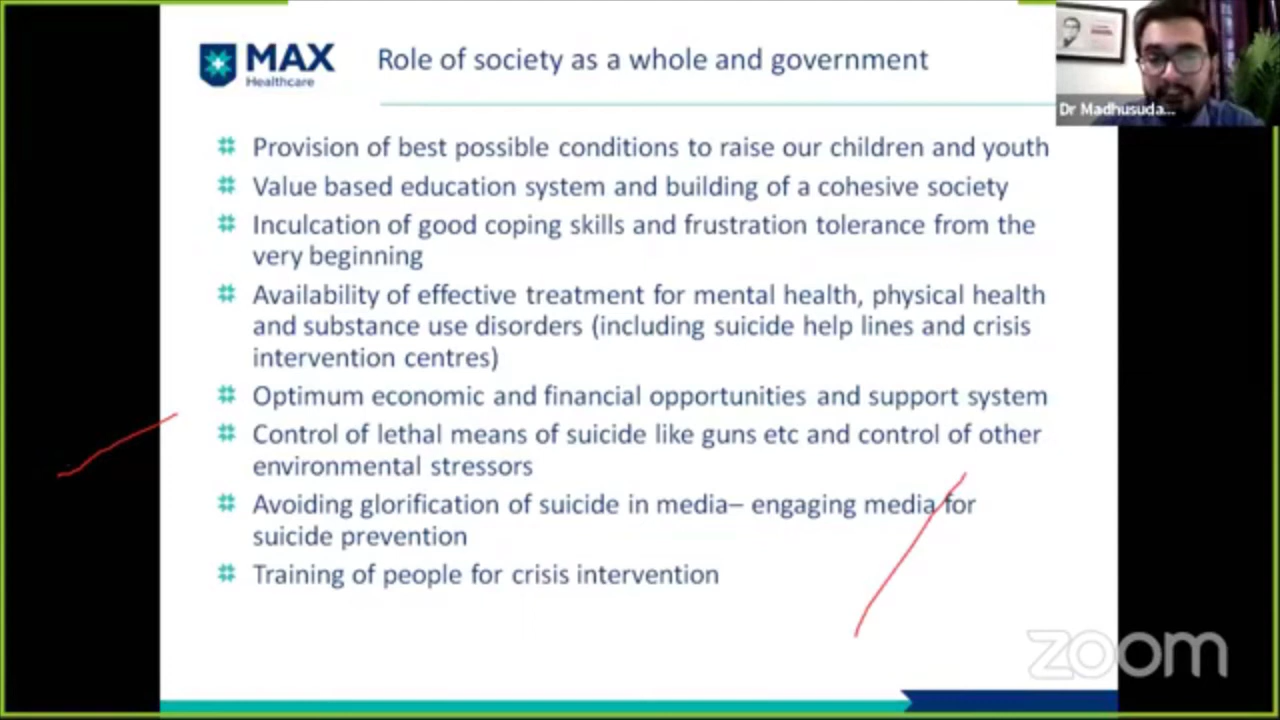 MAX
Healthcare
Role of society as a whole and government
Dr Madhusuda...
Provision of best possible conditions to raise our children and youth
Value based education system and building of a cohesive society
Inculcation of good coping skills and frustration tolerance from the
very beginning
Availability of effective treatment for mental health, physical health
and substance use disorders (including suicide help lines and crisis
intervention centres)
Optimum economic and financial opportunities and support system
Control of lethal means of suicide like guns etc and control of other
environmental stressors
Avoiding glorification of suicide in media– engaging media for
suicide prevention
Training of people for crisis intervention
zoom